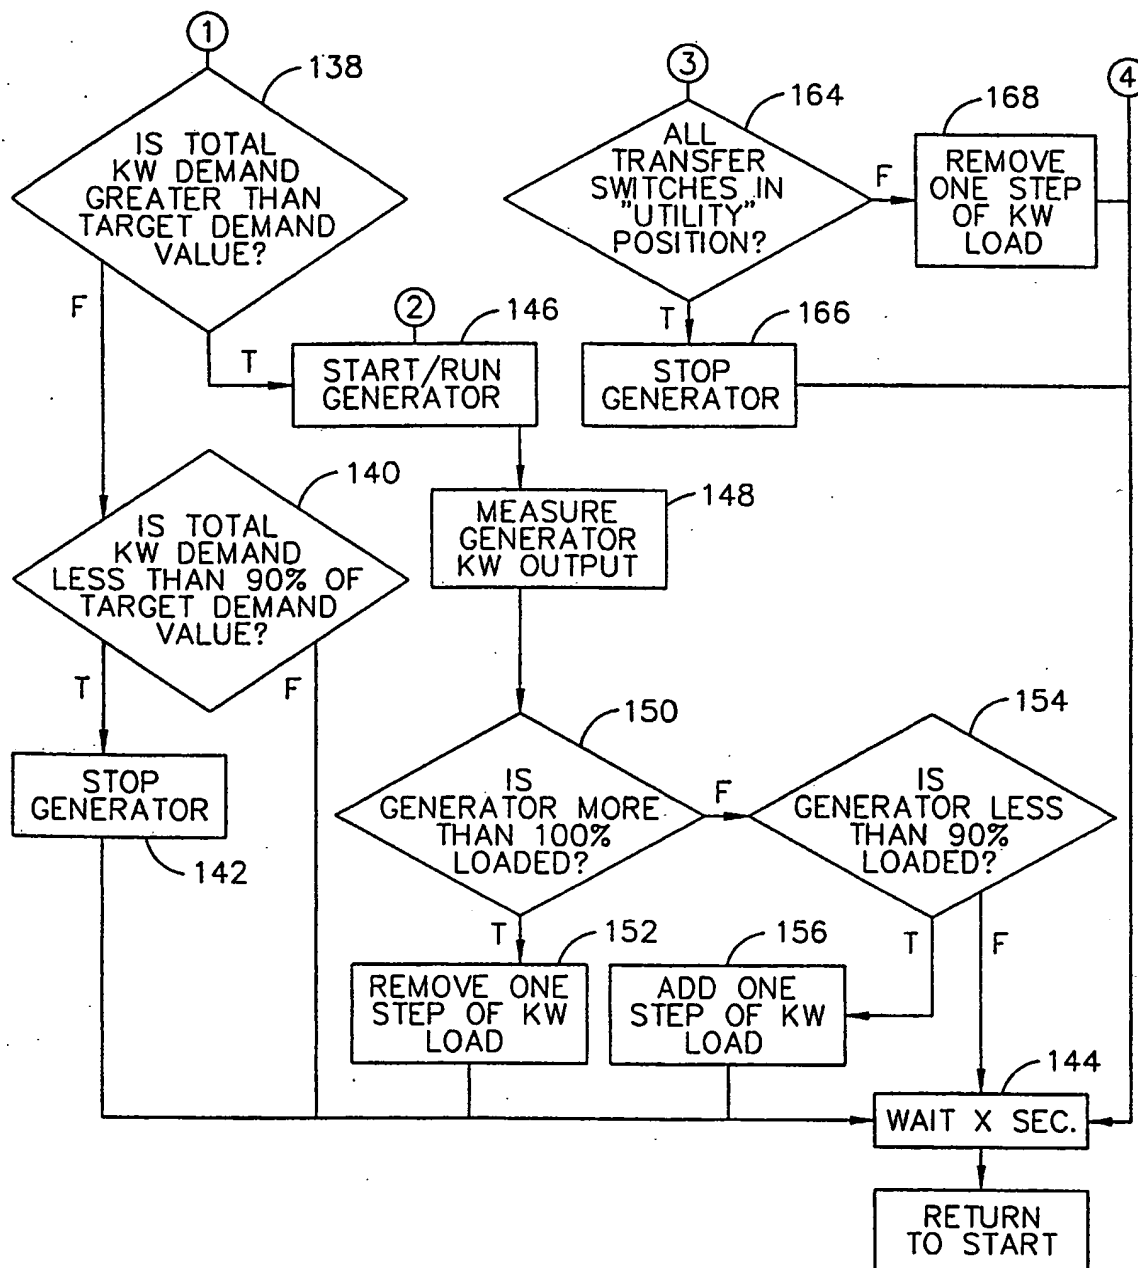 1
138
IS TOTAL
KW DEMAND
GREATER THAN
TARGET DEMAND
VALUE?
F
T
3
164
ALL
TRANSFER
SWITCHES IN
"UTILITY"
POSITION?
F
T
168
REMOVE
ONE STEP
OF KW
LOAD
4
2
146
START/RUN
GENERATOR
166
STOP
GENERATOR
140
IS TOTAL
KW DEMAND
LESS THAN 90% OF
TARGET DEMAND
VALUE?
T
F
148
MEASURE
GENERATOR
KW OUTPUT
STOP
GENERATOR
142
150
IS
GENERATOR MORE
THAN 100%
LOADED?
F
T
154
IS
GENERATOR LESS
THAN 90%
LOADED?
T
F
152
REMOVE ONE
STEP OF KW
LOAD
156
ADD ONE
STEP OF KW
LOAD
144
WAIT X SEC.
RETURN
TO START